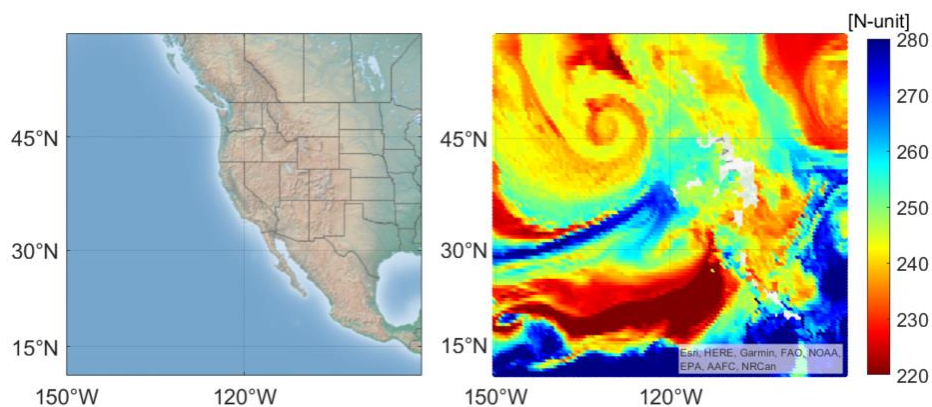 [N-unit]
280
270
260
250
240
230
220
45°N
30°N
15°N
150°W
120°W
45°N
30°N
15°N
150°W
120°W
Esri, HERE, Garmin, FAO, NOAA,
EPA, AAFC, NRCan